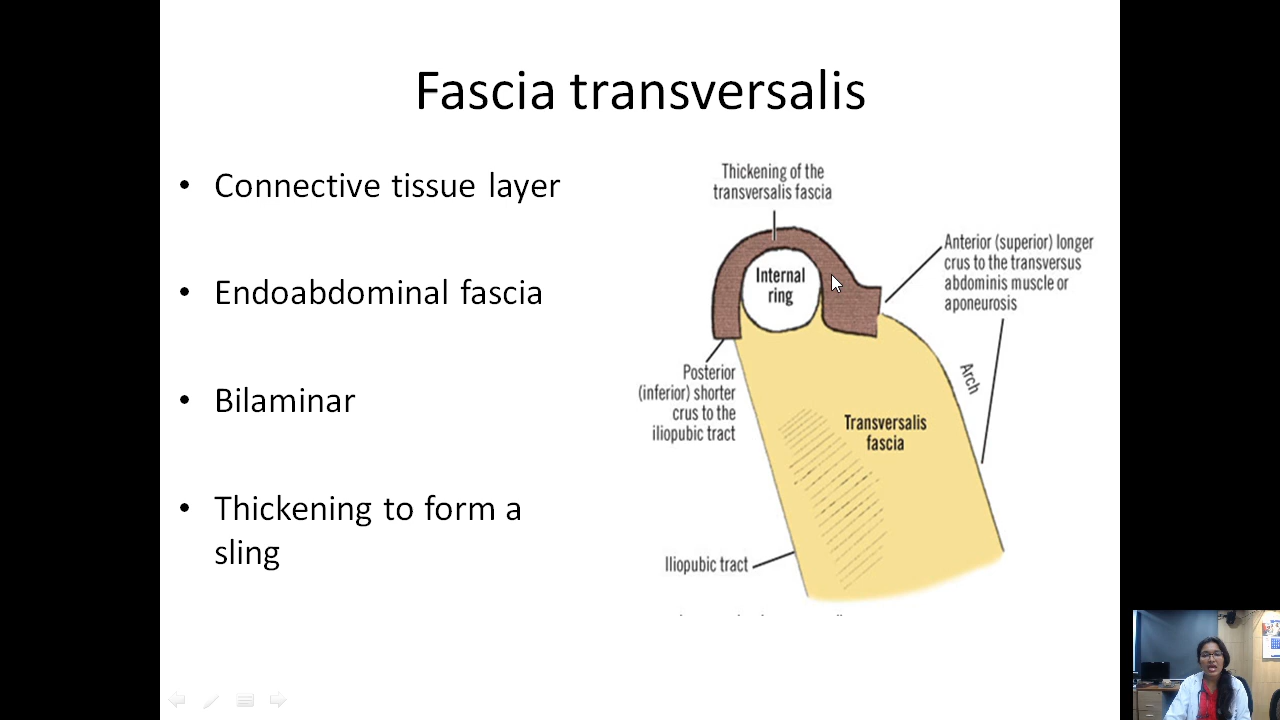 Fascia transversalis
• Connective tissue layer
• Endoabdominal fascia
• Bilaminar
• Thickening to form a
sling
Thickening of the
transversalis fascia
Internal
ring
Anterior (superior) longer
crus to the transversus
abdominis muscle or
aponeurosis
Posterior
(inferior) shorter
crus to the
iliopubic tract
Arch
Transversalis
fascia
Iliopubic tract